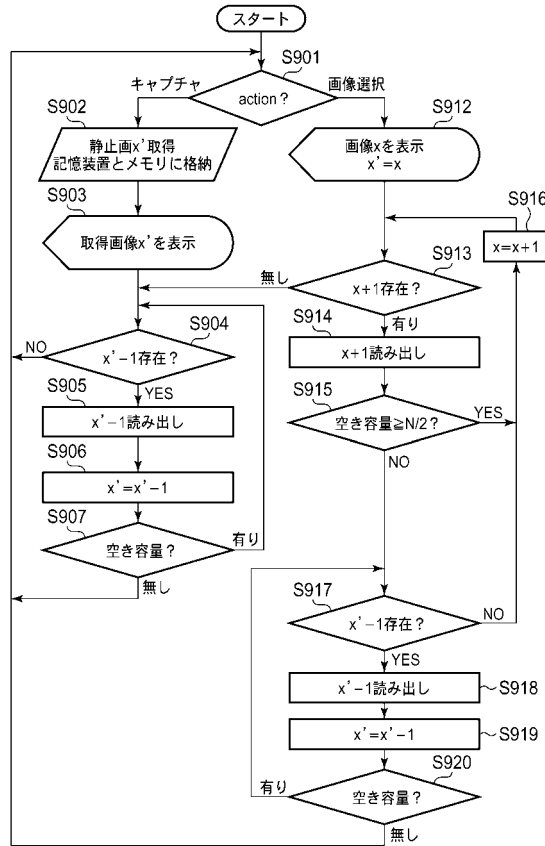 スタート
S901
action？
キャプチャ
画像選択
S902
静止画x'取得
記憶装置とメモリに格納
S903
取得画像x'を表示
S904
x'−1存在？
NO
YES
S905
x'−1読み出し
S906
x'=x'−1
S907
空き容量？
有り
無し
S912
画像xを表示
x'=x
S916
x=x+1
S913
x+1存在？
無し
有り
S914
x+1読み出し
S915
空き容量≧N/2？
YES
NO
S917
x'−1存在？
NO
YES
x'−1読み出し
S918
x'=x'−1
S919
S920
空き容量？
有り
無し